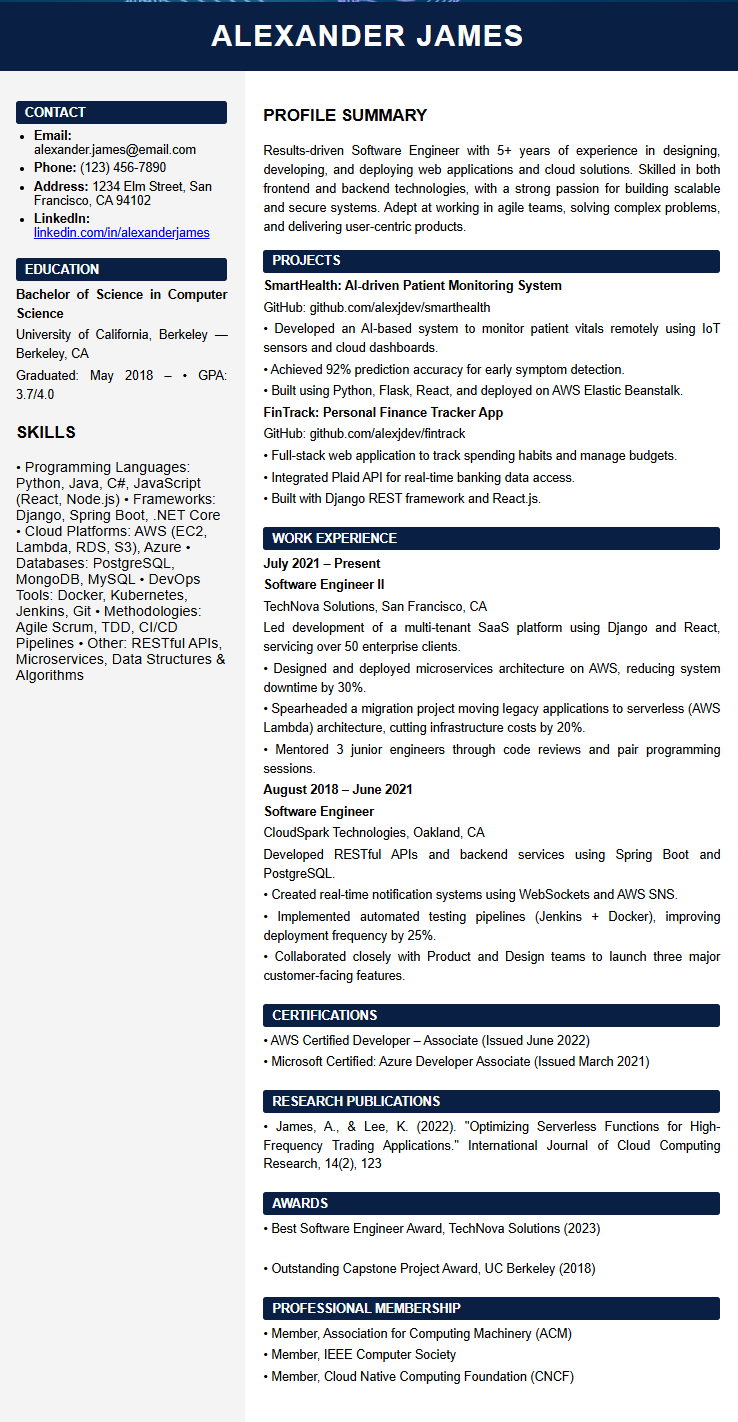 ALEXANDER JAMES
CONTACT
• Email:
alexander.james@email.com
• Phone: (123) 456-7890
• Address: 1234 Elm Street, San
Francisco, CA 94102
• LinkedIn:
linkedin.com/in/alexanderjames
EDUCATION
Bachelor of Science in Computer
Science
University of California, Berkeley —
Berkeley, CA
Graduated: May 2018 – • GPA:
3.7/4.0
SKILLS
• Programming Languages:
Python, Java, C#, JavaScript
(React, Node.js) • Frameworks:
Django, Spring Boot, .NET Core
• Cloud Platforms: AWS (EC2,
Lambda, RDS, S3), Azure •
Databases: PostgreSQL,
MongoDB, MySQL • DevOps
Tools: Docker, Kubernetes,
Jenkins, Git • Methodologies:
Agile Scrum, TDD, CI/CD
Pipelines • Other: RESTful APIs,
Microservices, Data Structures &
Algorithms
PROFILE SUMMARY
Results-driven Software Engineer with 5+ years of experience in designing,
developing, and deploying web applications and cloud solutions. Skilled in both
frontend and backend technologies, with a strong passion for building scalable
and secure systems. Adept at working in agile teams, solving complex problems,
and delivering user-centric products.
PROJECTS
SmartHealth: AI-driven Patient Monitoring System
GitHub: github.com/alexjdev/smarthealth
• Developed an AI-based system to monitor patient vitals remotely using IoT
sensors and cloud dashboards.
• Achieved 92% prediction accuracy for early symptom detection.
• Built using Python, Flask, React, and deployed on AWS Elastic Beanstalk.
FinTrack: Personal Finance Tracker App
GitHub: github.com/alexjdev/fintrack
• Full-stack web application to track spending habits and manage budgets.
• Integrated Plaid API for real-time banking data access.
• Built with Django REST framework and React.js.
WORK EXPERIENCE
July 2021 – Present
Software Engineer II
TechNova Solutions, San Francisco, CA
Led development of a multi-tenant SaaS platform using Django and React,
servicing over 50 enterprise clients.
• Designed and deployed microservices architecture on AWS, reducing system
downtime by 30%.
• Spearheaded a migration project moving legacy applications to serverless (AWS
Lambda) architecture, cutting infrastructure costs by 20%.
• Mentored 3 junior engineers through code reviews and pair programming
sessions.
August 2018 – June 2021
Software Engineer
CloudSpark Technologies, Oakland, CA
Developed RESTful APIs and backend services using Spring Boot and
PostgreSQL.
• Created real-time notification systems using WebSockets and AWS SNS.
• Implemented automated testing pipelines (Jenkins + Docker), improving
deployment frequency by 25%.
• Collaborated closely with Product and Design teams to launch three major
customer-facing features.
CERTIFICATIONS
• AWS Certified Developer – Associate (Issued June 2022)
• Microsoft Certified: Azure Developer Associate (Issued March 2021)
RESEARCH PUBLICATIONS
• James, A., & Lee, K. (2022). "Optimizing Serverless Functions for High-
Frequency Trading Applications." International Journal of Cloud Computing
Research, 14(2), 123
AWARDS
• Best Software Engineer Award, TechNova Solutions (2023)
• Outstanding Capstone Project Award, UC Berkeley (2018)
PROFESSIONAL MEMBERSHIP
• Member, Association for Computing Machinery (ACM)
• Member, IEEE Computer Society
• Member, Cloud Native Computing Foundation (CNCF)